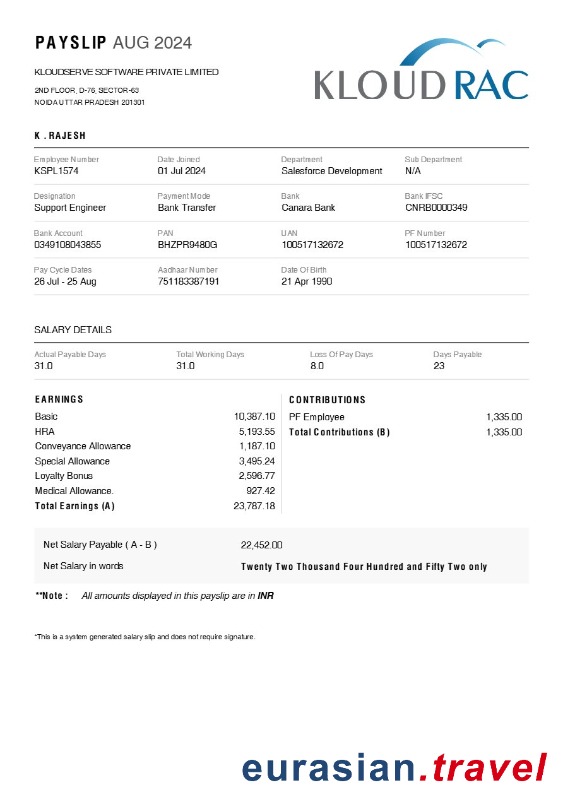 PAYSLIP AUG 2024
KLOUDRAC
KLOUDSERVE SOFTWARE PRIVATE LIMITED
2ND FLOOR, D-76, SECTOR-63
NOIDA UTTAR PRADESH 201301
K . RAJESH
Employee Number Date Joined Department Sub Department
KSPL1574 01 Jul 2024 Salesforce Development N/A
Designation Payment Mode Bank Bank IFSC
Support Engineer Bank Transfer Canara Bank CNRB0000349
Bank Account PAN UAN PF Number
0349108043855 BHZPR9480G 100517132672 100517132672
Pay Cycle Dates Aadhaar Number Date Of Birth
26 Jul - 25 Aug 751183387191 21 Apr 1990
SALARY DETAILS
Actual Payable Days Total Working Days Loss Of Pay Days Days Payable
31.0 31.0 8.0 23
EARNINGS CONTRIBUTIONS
Basic 10,387.10 PF Employee 1,335.00
HRA 5,193.55 Total Contributions (B) 1,335.00
Conveyance Allowance 1,187.10
Special Allowance 3,495.24
Loyalty Bonus 2,596.77
Medical Allowance. 927.42
Total Earnings (A) 23,787.18
Net Salary Payable ( A - B ) 22,452.00
Net Salary in words Twenty Two Thousand Four Hundred and Fifty Two only
**Note : All amounts displayed in this payslip are in INR
*This is a system generated salary slip and does not require signature.
eurasian.travel